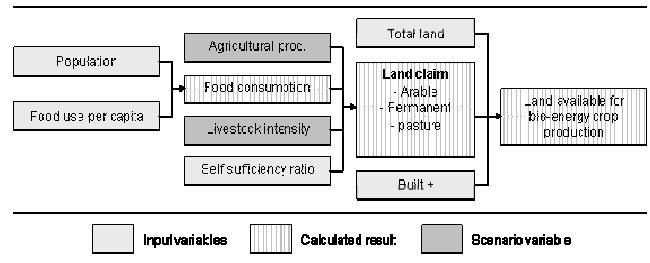 Population
Food use per capita
Agricultural proc.
Food consumption
Livestock intensity
Self sufficiency ratio
Total land
Land claim
- Arable
- Permanent
- pasture
Built +
Land available for
bio-energy crop
production
Input variables
Calculated result
Scenario variable